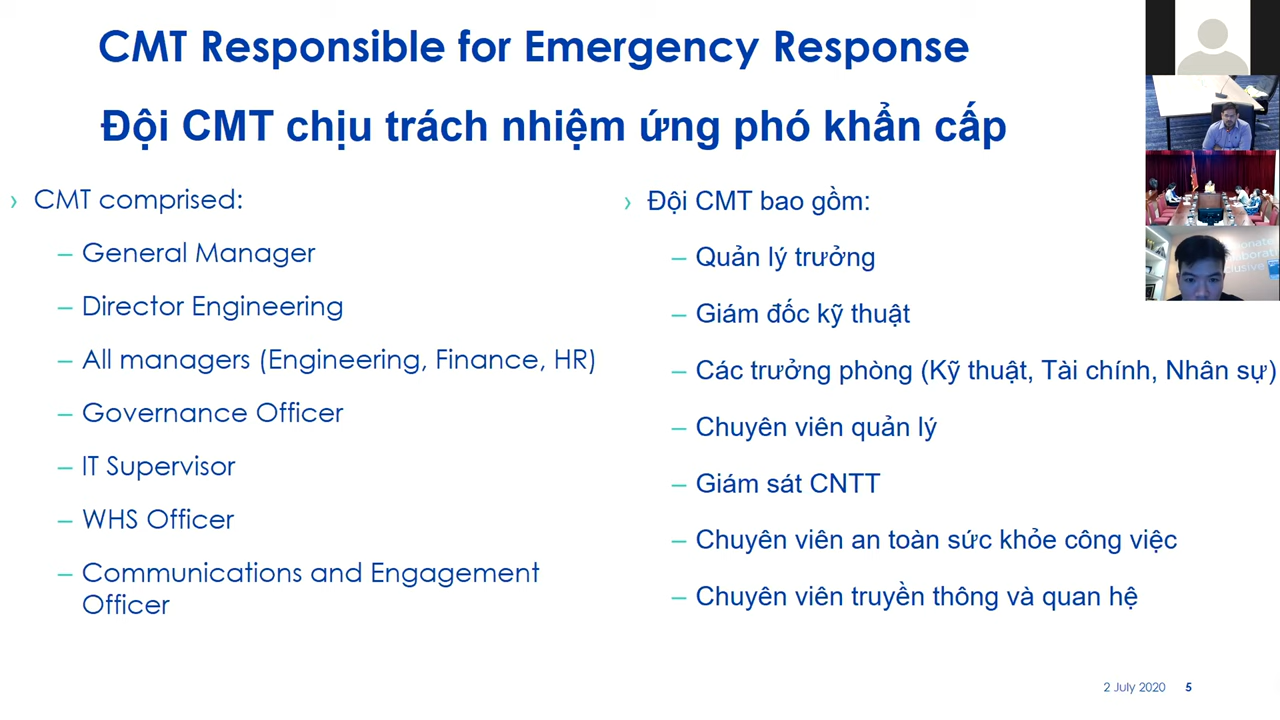 CMT Responsible for Emergency Response
Đội CMT chịu trách nhiệm ứng phó khẩn cấp
› CMT comprised:
– General Manager
– Director Engineering
– All managers (Engineering, Finance, HR)
– Governance Officer
– IT Supervisor
– WHS Officer
– Communications and Engagement
Officer
› Đội CMT bao gồm:
– Quản lý trưởng
– Giám đốc kỹ thuật
– Các trưởng phòng (Kỹ thuật, Tài chính, Nhân sự)
– Chuyên viên quản lý
– Giám sát CNTT
– Chuyên viên an toàn sức khỏe công việc
– Chuyên viên truyền thông và quan hệ
2 July 2020 5